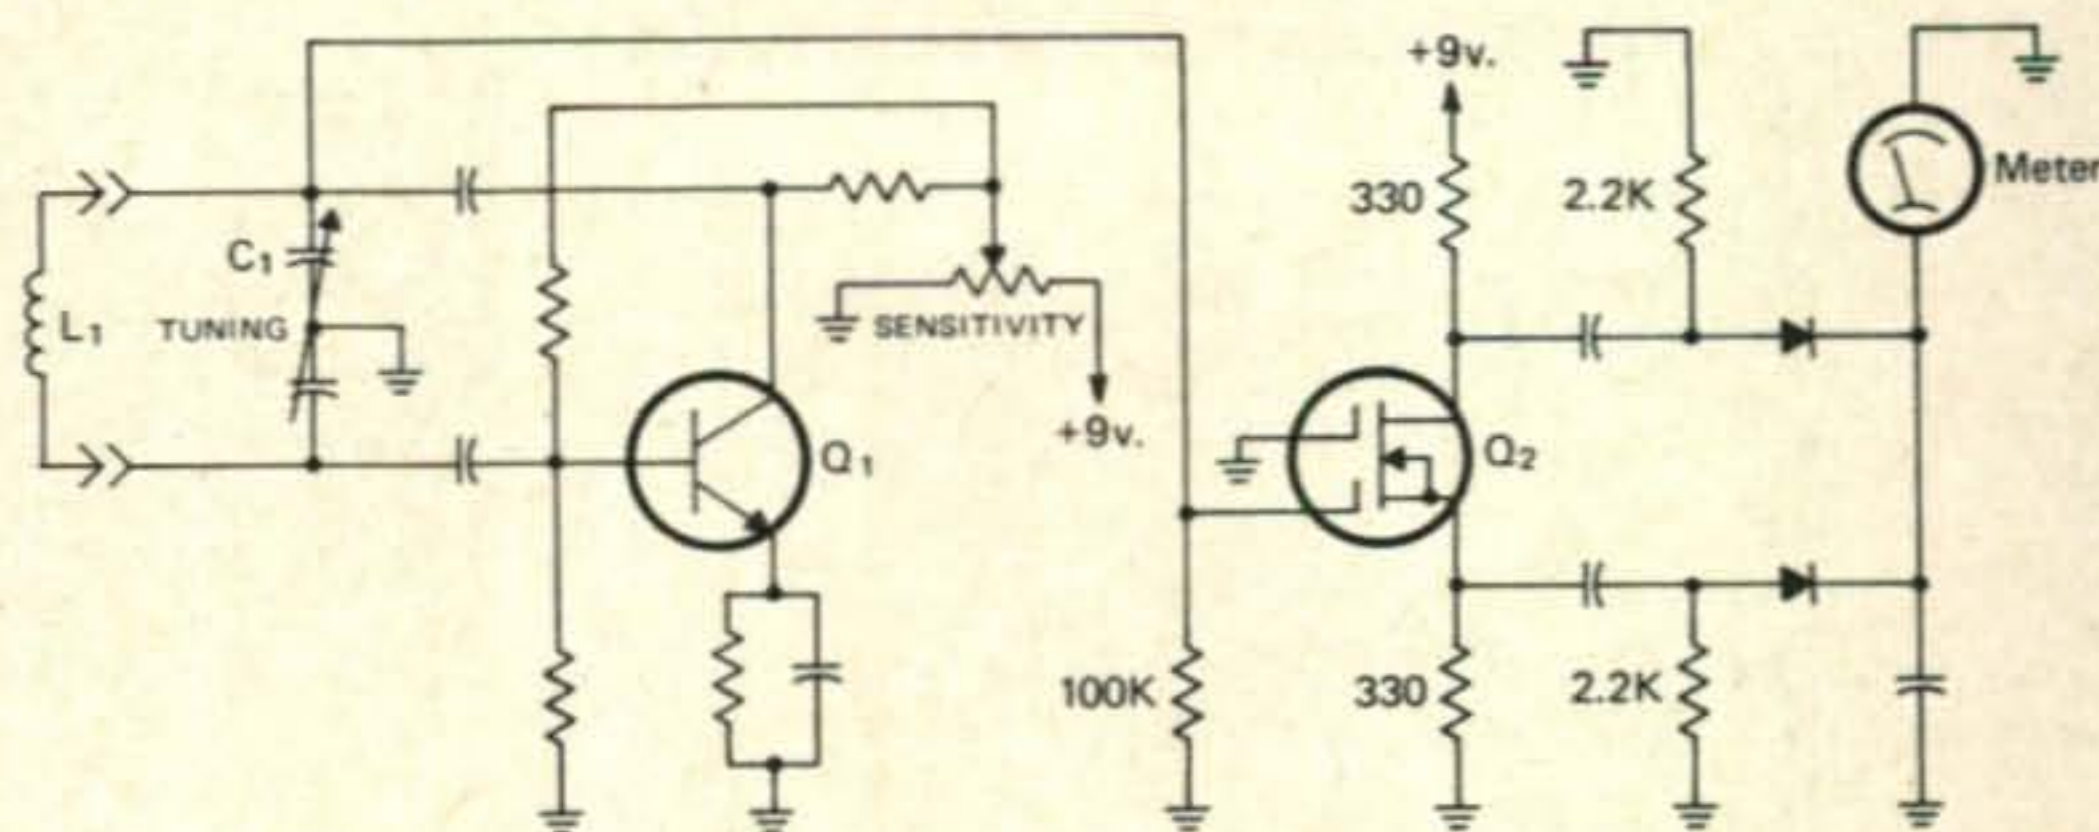 +9v.
330
2.2K
Meter
C1
L1
TUNING
SENSITIVITY
+9v.
Q1
Q2
100K
330
2.2K